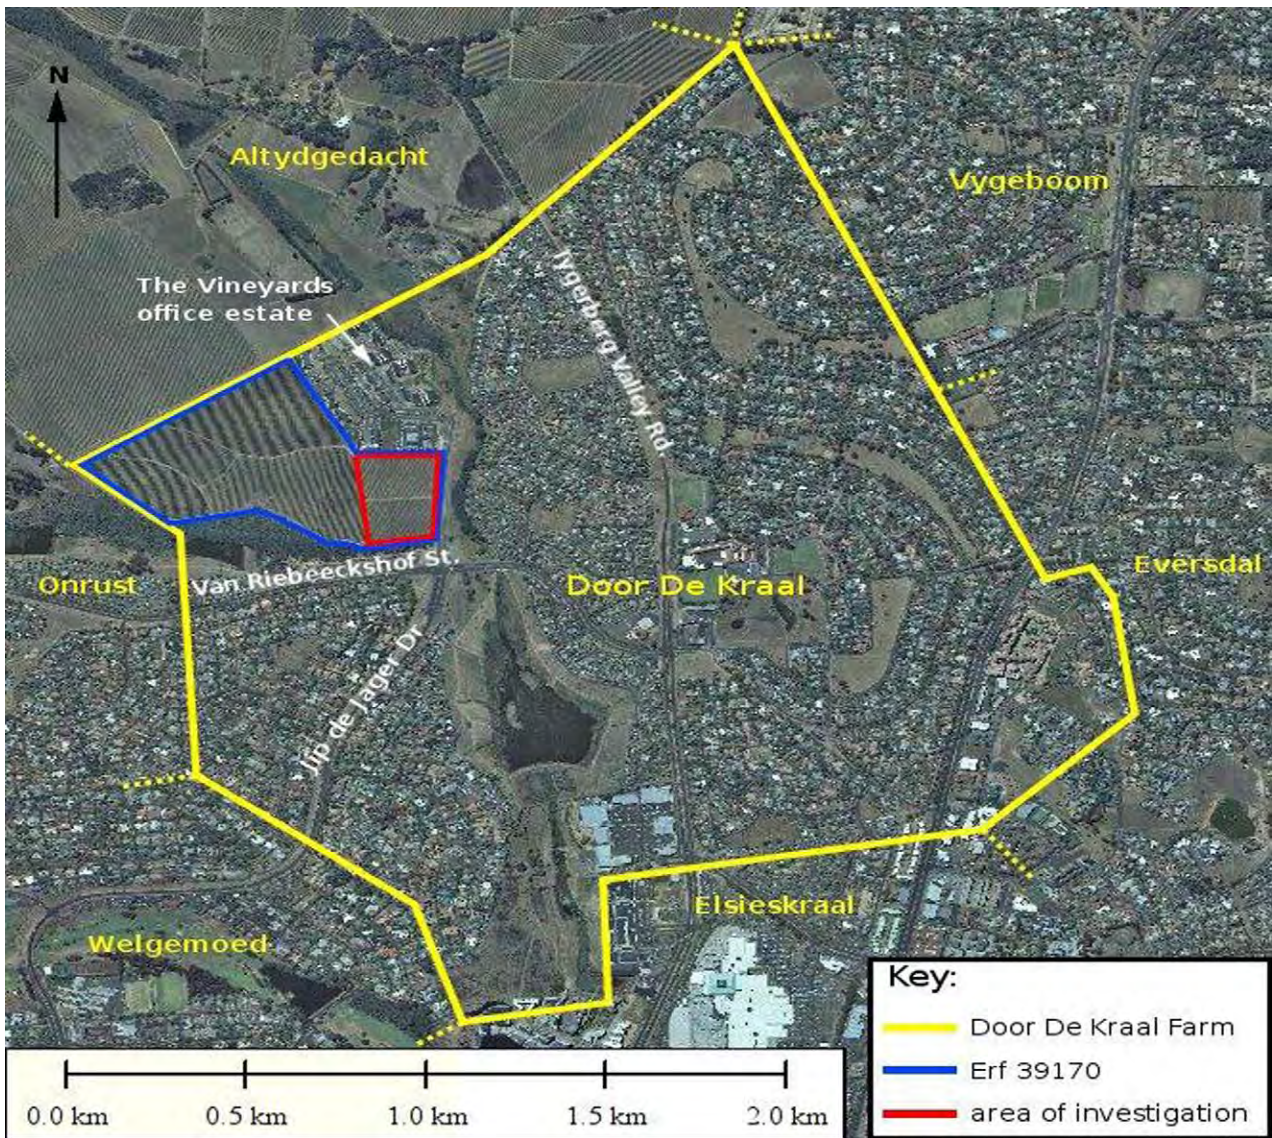 N
Altydgedacht
Vygeboom
The Vineyards
office estate
Tygerberg Valley Rd.
Onrust
Van Riebeeckshof St.
Door De Kraal
Eversdal
Jip de Jager Dr
Elsieskraal
Welgemoed
Key:
Door De Kraal Farm
Erf 39170
area of investigation
0.0 km 0.5 km 1.0 km 1.5 km 2.0 km